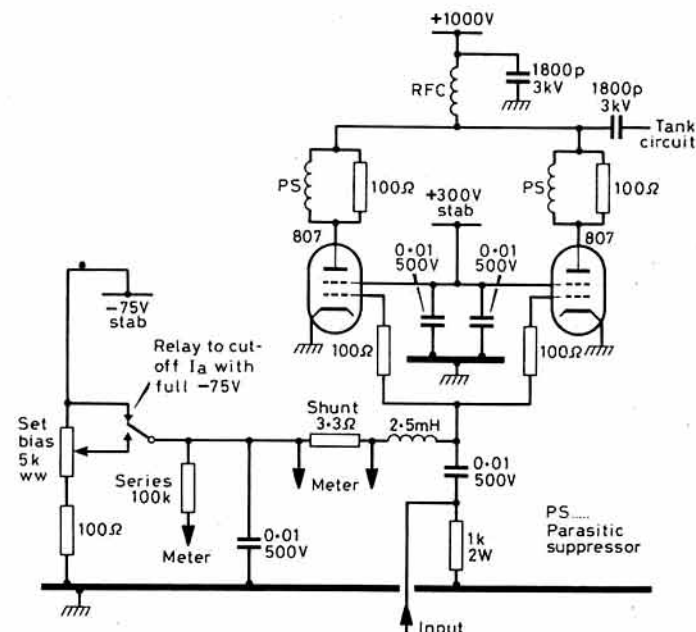 +1000V
1800p
3kV
RFC
1800p
3kV
Tank
circuit
PS
100Ω
+300V
stab
PS
100Ω
807
0·01
500V
0·01
500V
807
-75V
stab
Relay to cut-
off Ia with
full -75V
100Ω
100Ω
Set
bias
5k
ww
Shunt
3·3Ω
2·5mH
Series
100k
Meter
0·01
500V
100Ω
Meter
0·01
500V
1k
2W
PS.....
Parasitic
suppressor
Input